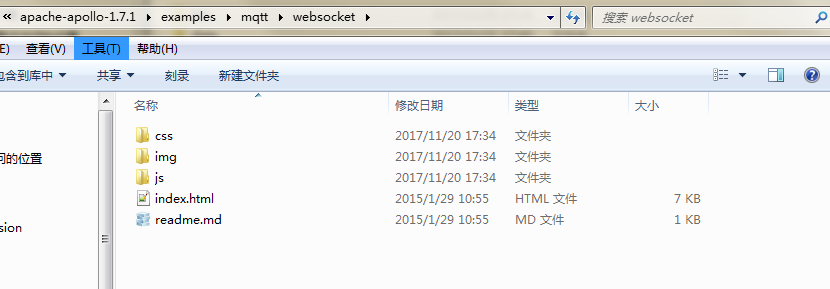 « apache-apollo-1.7.1 ▸ examples ▸ mqtt ▸ websocket ▸ 搜索 websocket
E) 查看(V) 工具(T) 帮助(H)
包含到库中 共享 刻录 新建文件夹
名称 修改日期 类型 大小
css 2017/11/20 17:34 文件夹
img 2017/11/20 17:34 文件夹
问的位置
js 2017/11/20 17:34 文件夹
index.html 2015/1/29 10:55 HTML 文件 7 KB
readme.md 2015/1/29 10:55 MD 文件 1 KB
sion